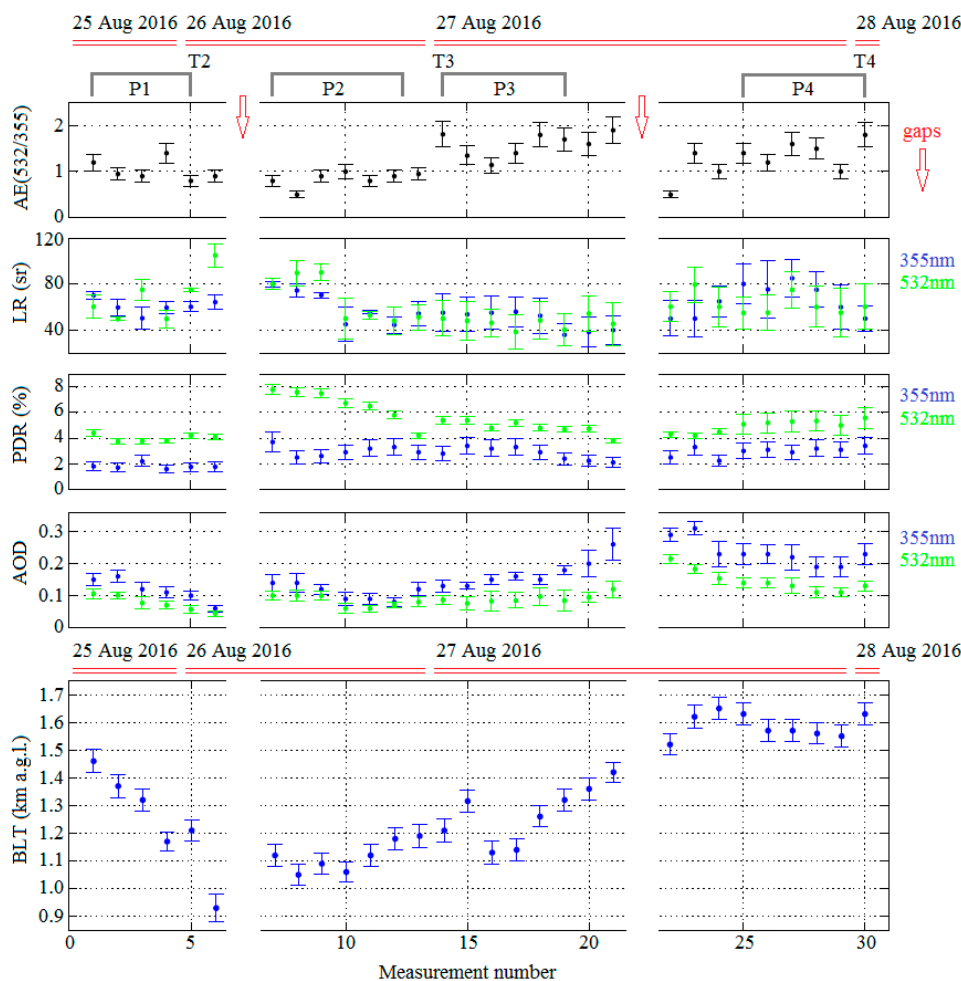 25 Aug 2016 26 Aug 2016 27 Aug 2016 28 Aug 2016
T2 T3 T4
P1 P2 P3 P4
AE(532/355)
2
1
0
gaps
LR (sr)
120
80
40
355nm
532nm
PDR (%)
8
6
4
2
0
355nm
532nm
AOD
0.3
0.2
0.1
0
355nm
532nm
25 Aug 2016 26 Aug 2016 27 Aug 2016 28 Aug 2016
BLT (km a.g.l.)
1.7
1.6
1.5
1.4
1.3
1.2
1.1
1.0
0.9
0 5 10 15 20 25 30
Measurement number